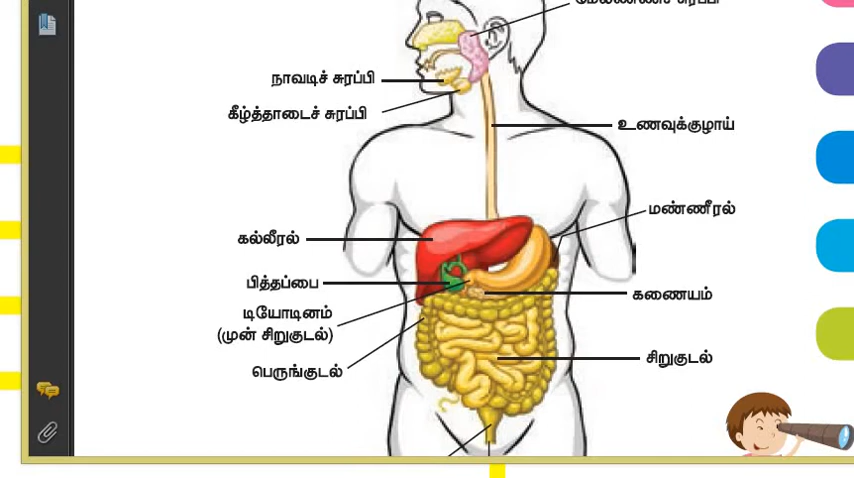 நாவடிச் சுரப்பி
கீழ்த்தாடைச் சுரப்பி
உணவுக்குழாய்
மண்ணீரல்
கல்லீரல்
பித்தப்பை
கணையம்
டியோடினம்
(முன் சிறுகுடல்)
சிறுகுடல்
பெருங்குடல்